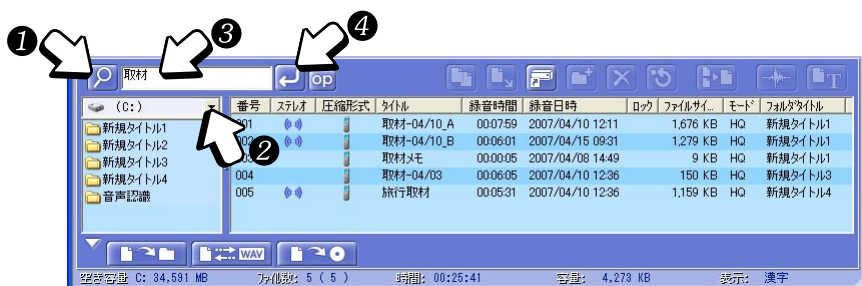 1
3
4
取材
op
(C:)
2
番号 ステレオ 圧縮形式 タイトル 録音時間 録音日時 ロック ファイルサイ... モード フォルダタイトル
新規タイトル1
新規タイトル2
新規タイトル3
新規タイトル4
音声認識
001 取材-04/10_A 00:07:59 2007/04/10 12:11 1,676 KB HQ 新規タイトル1
002 取材-04/10_B 00:06:01 2007/04/15 09:31 1,279 KB HQ 新規タイトル1
取材メモ 00:00:05 2007/04/08 14:49 9 KB HQ 新規タイトル1
004 取材-04/03 00:06:05 2007/04/10 12:36 150 KB HQ 新規タイトル3
005 旅行取材 00:05:31 2007/04/10 12:36 1,159 KB HQ 新規タイトル4
WAV
空き容量 C: 34,591 MB ファイル数: 5 ( 5 ) 時間: 00:25:41 容量: 4,273 KB 表示: 漢字